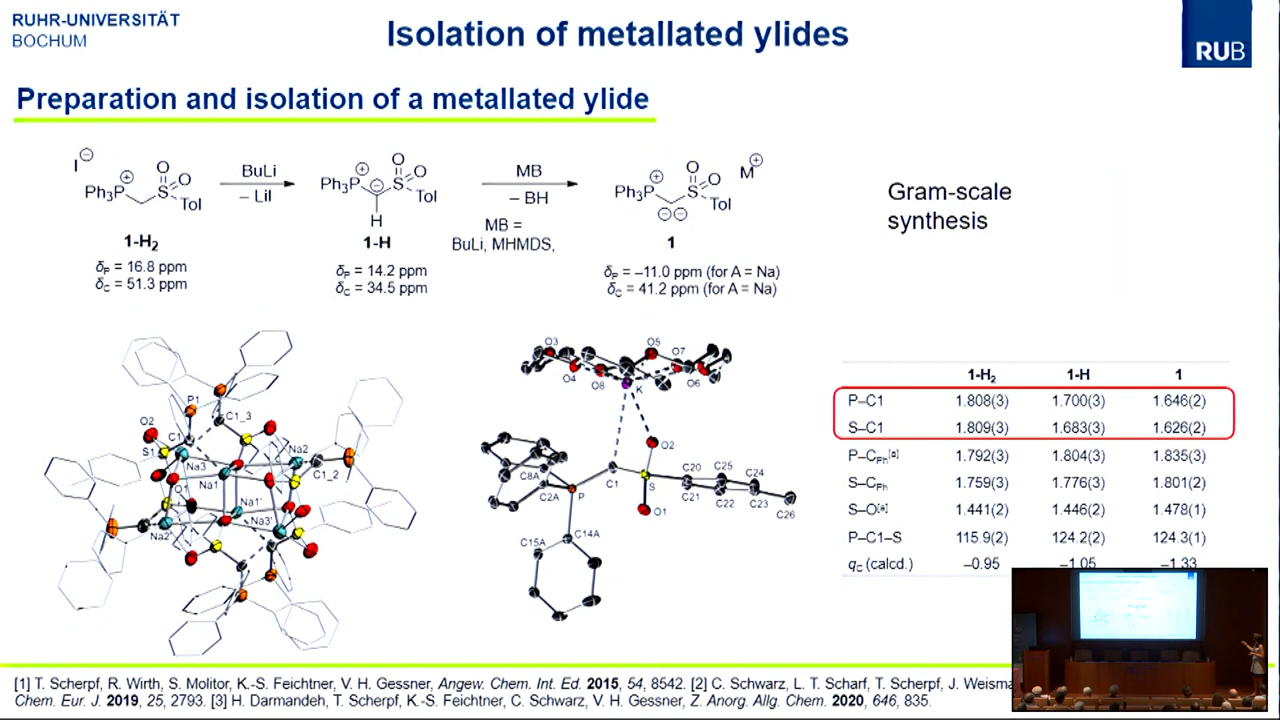 RUHR-UNIVERSITÄT
BOCHUM
Isolation of metallated ylides
RUB
Preparation and isolation of a metallated ylide
I⊖
Ph₃P⊕ O O S Tol
BuLi
– LiI
Ph₃P⊕ ⊖ O O S Tol
H
MB
– BH
MB =
BuLi, MHMDS,
Ph₃P⊕ O O S Tol
⊖⊖
M⊕
Gram-scale
synthesis
1-H₂
1-H
1
δP = 16.8 ppm
δC = 51.3 ppm
δP = 14.2 ppm
δC = 34.5 ppm
δP = –11.0 ppm (for A = Na)
δC = 41.2 ppm (for A = Na)
P1
O2
C1
C1_3
S1
Na3
Na2
Na1
C1_2
O1
Na1'
Na2'
Na3'
O3
O5
O7
O4
O8
O6
K
O2
C8A
C2A
P
C1
S
C20
C25
C24
C21
C22
C23
C26
O1
C14A
C15A
1-H₂ 1-H 1
P–C1 1.808(3) 1.700(3) 1.646(2)
S–C1 1.809(3) 1.683(3) 1.626(2)
P–CPh[a] 1.792(3) 1.804(3) 1.835(3)
S–CPh 1.759(3) 1.776(3) 1.801(2)
S–O[a] 1.441(2) 1.446(2) 1.478(1)
P–C1–S 115.9(2) 124.2(2) 124.3(1)
qC (calcd.) –0.95 –1.05 –1.33
[1] T. Scherpf, R. Wirth, S. Molitor, K.-S. Feichtner, V. H. Gessner, Angew. Chem. Int. Ed. 2015, 54, 8542. [2] C. Schwarz, L. T. Scharf, T. Scherpf, J. Weisma
Chem. Eur. J. 2019, 25, 2793. [3] H. Darmandeh, T. Scherpf, K.-S. Feichtner, C. Schwarz, V. H. Gessner, Z. Anorg. Allg. Chem. 2020, 646, 835.